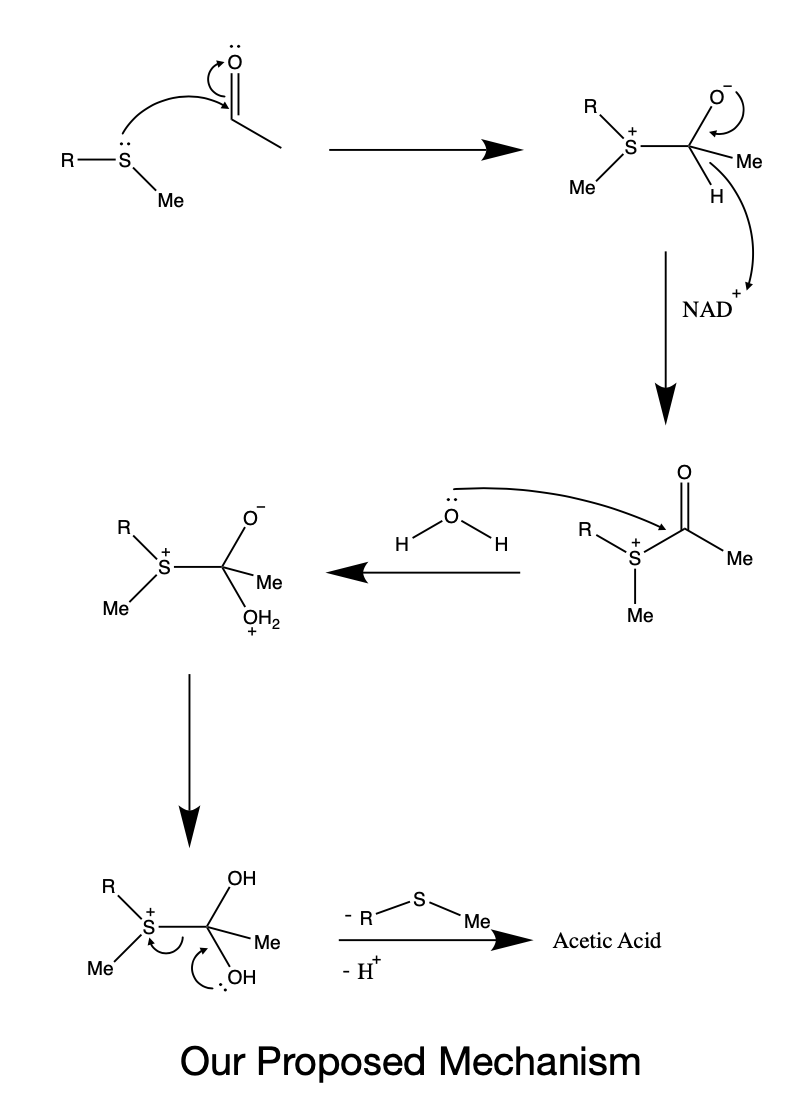 O
R S Me
R S + Me O − Me H
NAD +
O R S + Me Me
H O H
R S + Me O − Me OH2 +
R S + Me OH Me OH
- R S Me
- H +
Acetic Acid
Our Proposed Mechanism